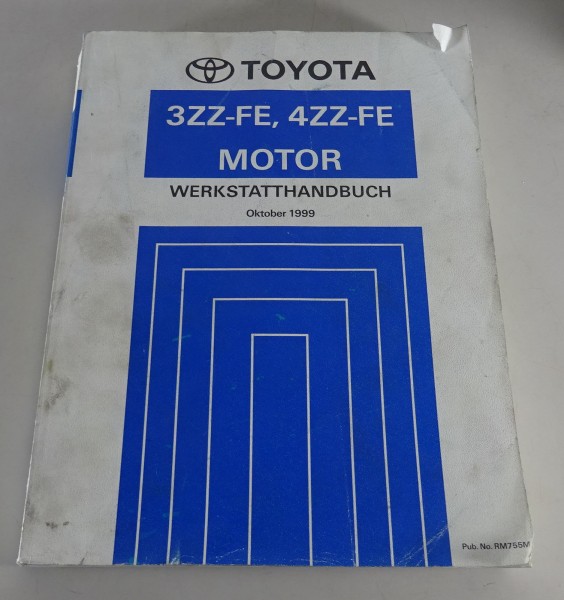 TOYOTA
3ZZ-FE, 4ZZ-FE
MOTOR
WERKSTATTHANDBUCH
Oktober 1999
Pub. No. RM755M